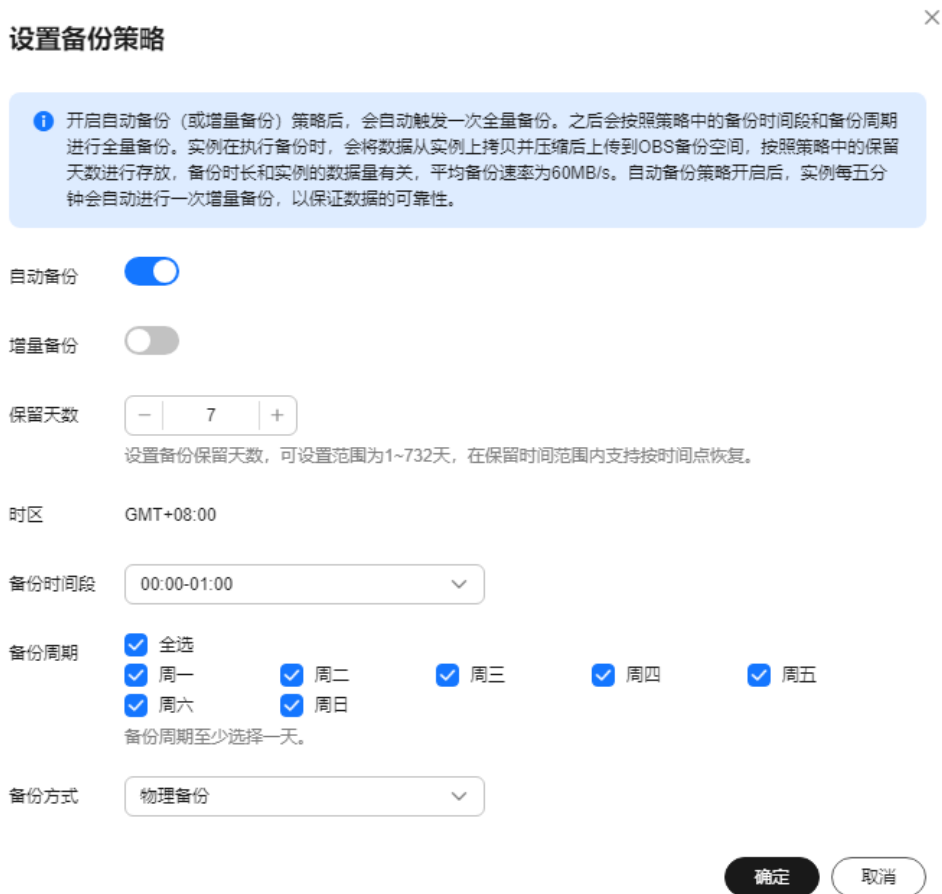 设置备份策略
开启自动备份（或增量备份）策略后，会自动触发一次全量备份。之后会按照策略中的备份时间段和备份周期
进行全量备份。实例在执行备份时，会将数据从实例上拷贝并压缩后上传到OBS备份空间，按照策略中的保留
天数进行存放，备份时长和实例的数据量有关，平均备份速率为60MB/s。自动备份策略开启后，实例每五分
钟会自动进行一次增量备份，以保证数据的可靠性。
自动备份
增量备份
保留天数 − 7 +
设置备份保留天数，可设置范围为1~732天，在保留时间范围内支持按时间点恢复。
时区 GMT+08:00
备份时间段 00:00-01:00
备份周期 全选
周一 周二 周三 周四 周五
周六 周日
备份周期至少选择一天。
备份方式 物理备份
确定 取消